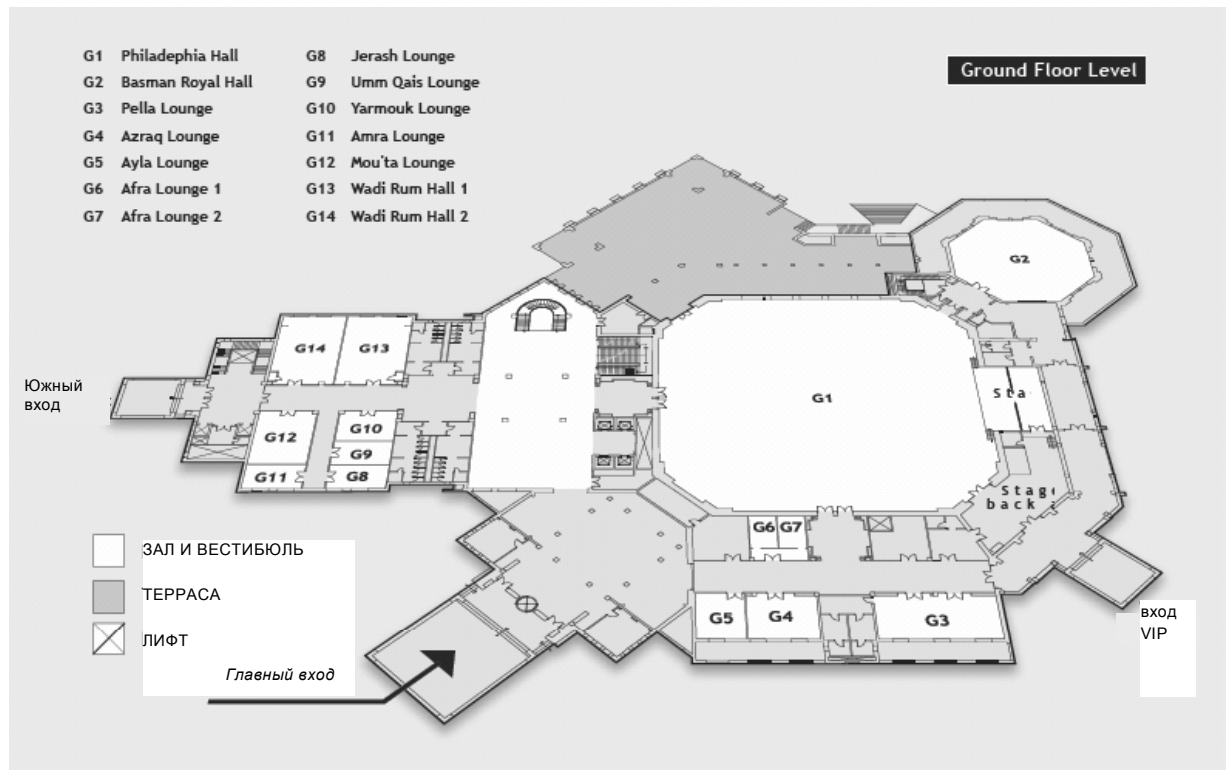 G1 Philadephia Hall
G2 Basman Royal Hall
G3 Pella Lounge
G4 Azraq Lounge
G5 Ayla Lounge
G6 Afra Lounge 1
G7 Afra Lounge 2
G8 Jerash Lounge
G9 Umm Qais Lounge
G10 Yarmouk Lounge
G11 Amra Lounge
G12 Mou'ta Lounge
G13 Wadi Rum Hall 1
G14 Wadi Rum Hall 2
Ground Floor Level
G2
G14
G13
Южный
вход
G1
Sta
G12
G10
G9
G11
G8
Stag
back
G6
G7
ЗАЛ И ВЕСТИБЮЛЬ
ТЕРРАСА
ЛИФТ
G5
G4
G3
вход
VIP
Главный вход